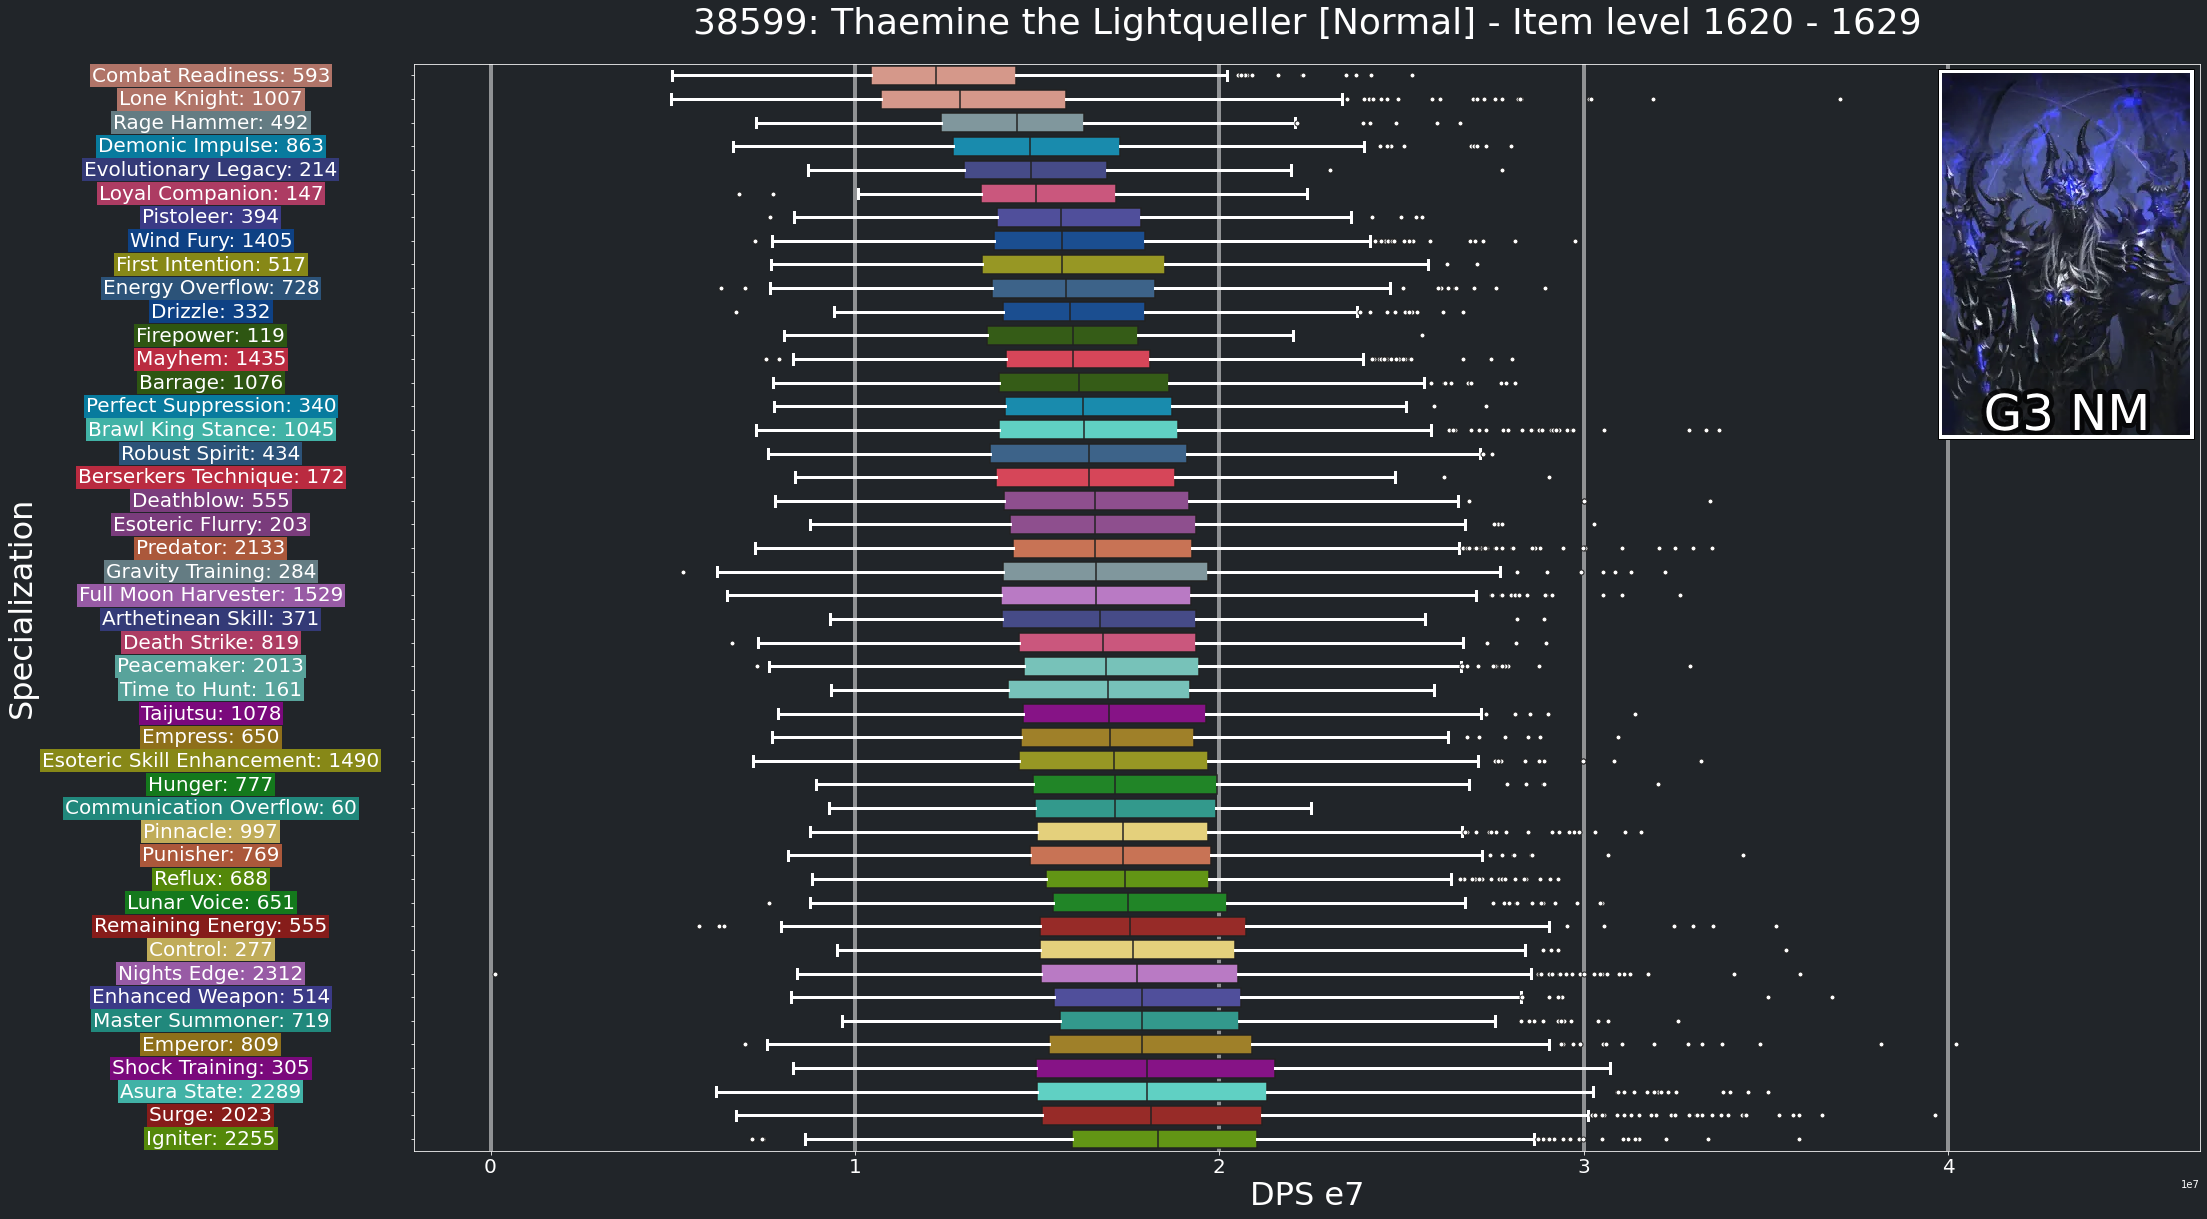 38599: Thaemine the Lightqueller [Normal] - Item level 1620 - 1629
Combat Readiness: 593
Lone Knight: 1007
Rage Hammer: 492
Demonic Impulse: 863
Evolutionary Legacy: 214
Loyal Companion: 147
Pistoleer: 394
Wind Fury: 1405
First Intention: 517
Energy Overflow: 728
Drizzle: 332
Firepower: 119
Mayhem: 1435
Barrage: 1076
Perfect Suppression: 340
Brawl King Stance: 1045
Robust Spirit: 434
Berserkers Technique: 172
Deathblow: 555
Esoteric Flurry: 203
Predator: 2133
Gravity Training: 284
Full Moon Harvester: 1529
Arthetinean Skill: 371
Death Strike: 819
Peacemaker: 2013
Time to Hunt: 161
Taijutsu: 1078
Empress: 650
Esoteric Skill Enhancement: 1490
Hunger: 777
Communication Overflow: 60
Pinnacle: 997
Punisher: 769
Reflux: 688
Lunar Voice: 651
Remaining Energy: 555
Control: 277
Nights Edge: 2312
Enhanced Weapon: 514
Master Summoner: 719
Emperor: 809
Shock Training: 305
Asura State: 2289
Surge: 2023
Igniter: 2255
Specialization
G3 NM
0 1 2 3 4
DPS e7
1e7